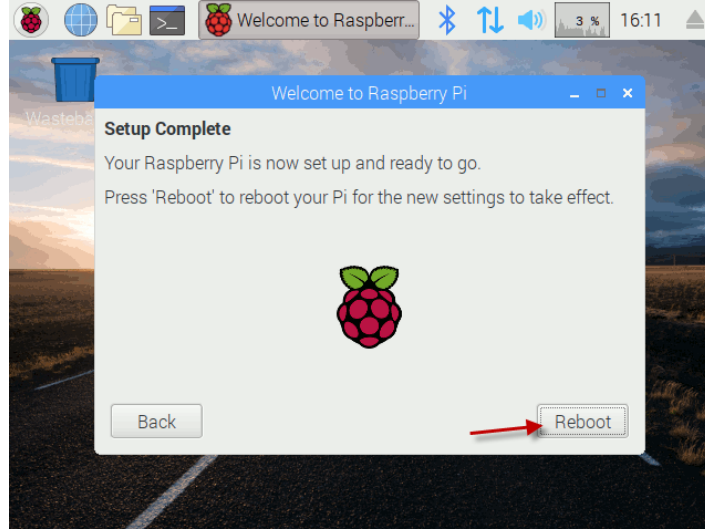 Welcome to Raspberr...
3 %
16:11
Welcome to Raspberry Pi
Setup Complete
Your Raspberry Pi is now set up and ready to go.
Press 'Reboot' to reboot your Pi for the new settings to take effect.
Back
Reboot